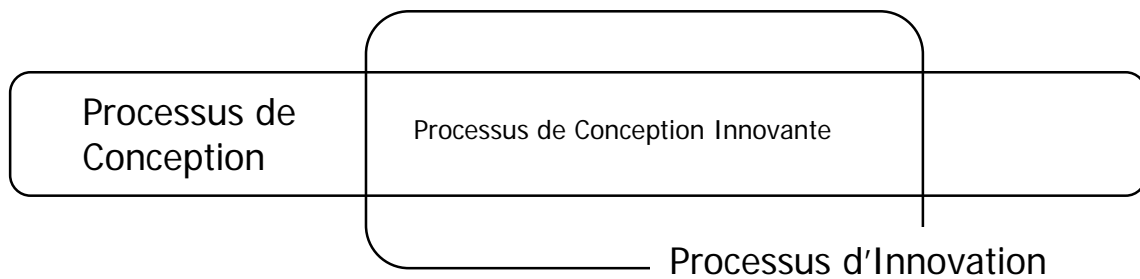 Processus de
Conception
Processus de Conception Innovante
Processus d'Innovation